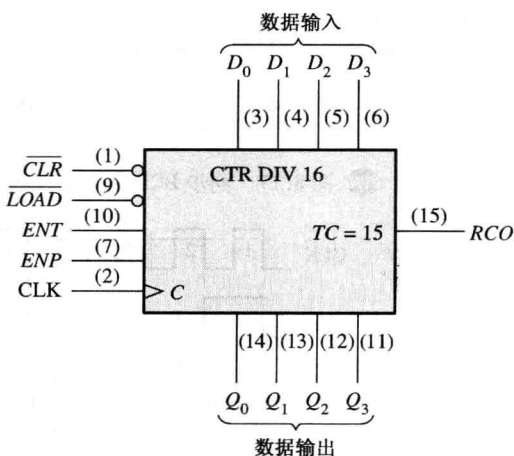 数据输入
D₀ D₁ D₂ D₃
(3) (4) (5) (6)
C̅L̅R̅ (1)
CTR DIV 16
L̅O̅A̅D̅ (9)
ENT (10)
TC = 15
(15) RCO
ENP (7)
CLK (2)
C
(14) (13) (12) (11)
Q₀ Q₁ Q₂ Q₃
数据输出